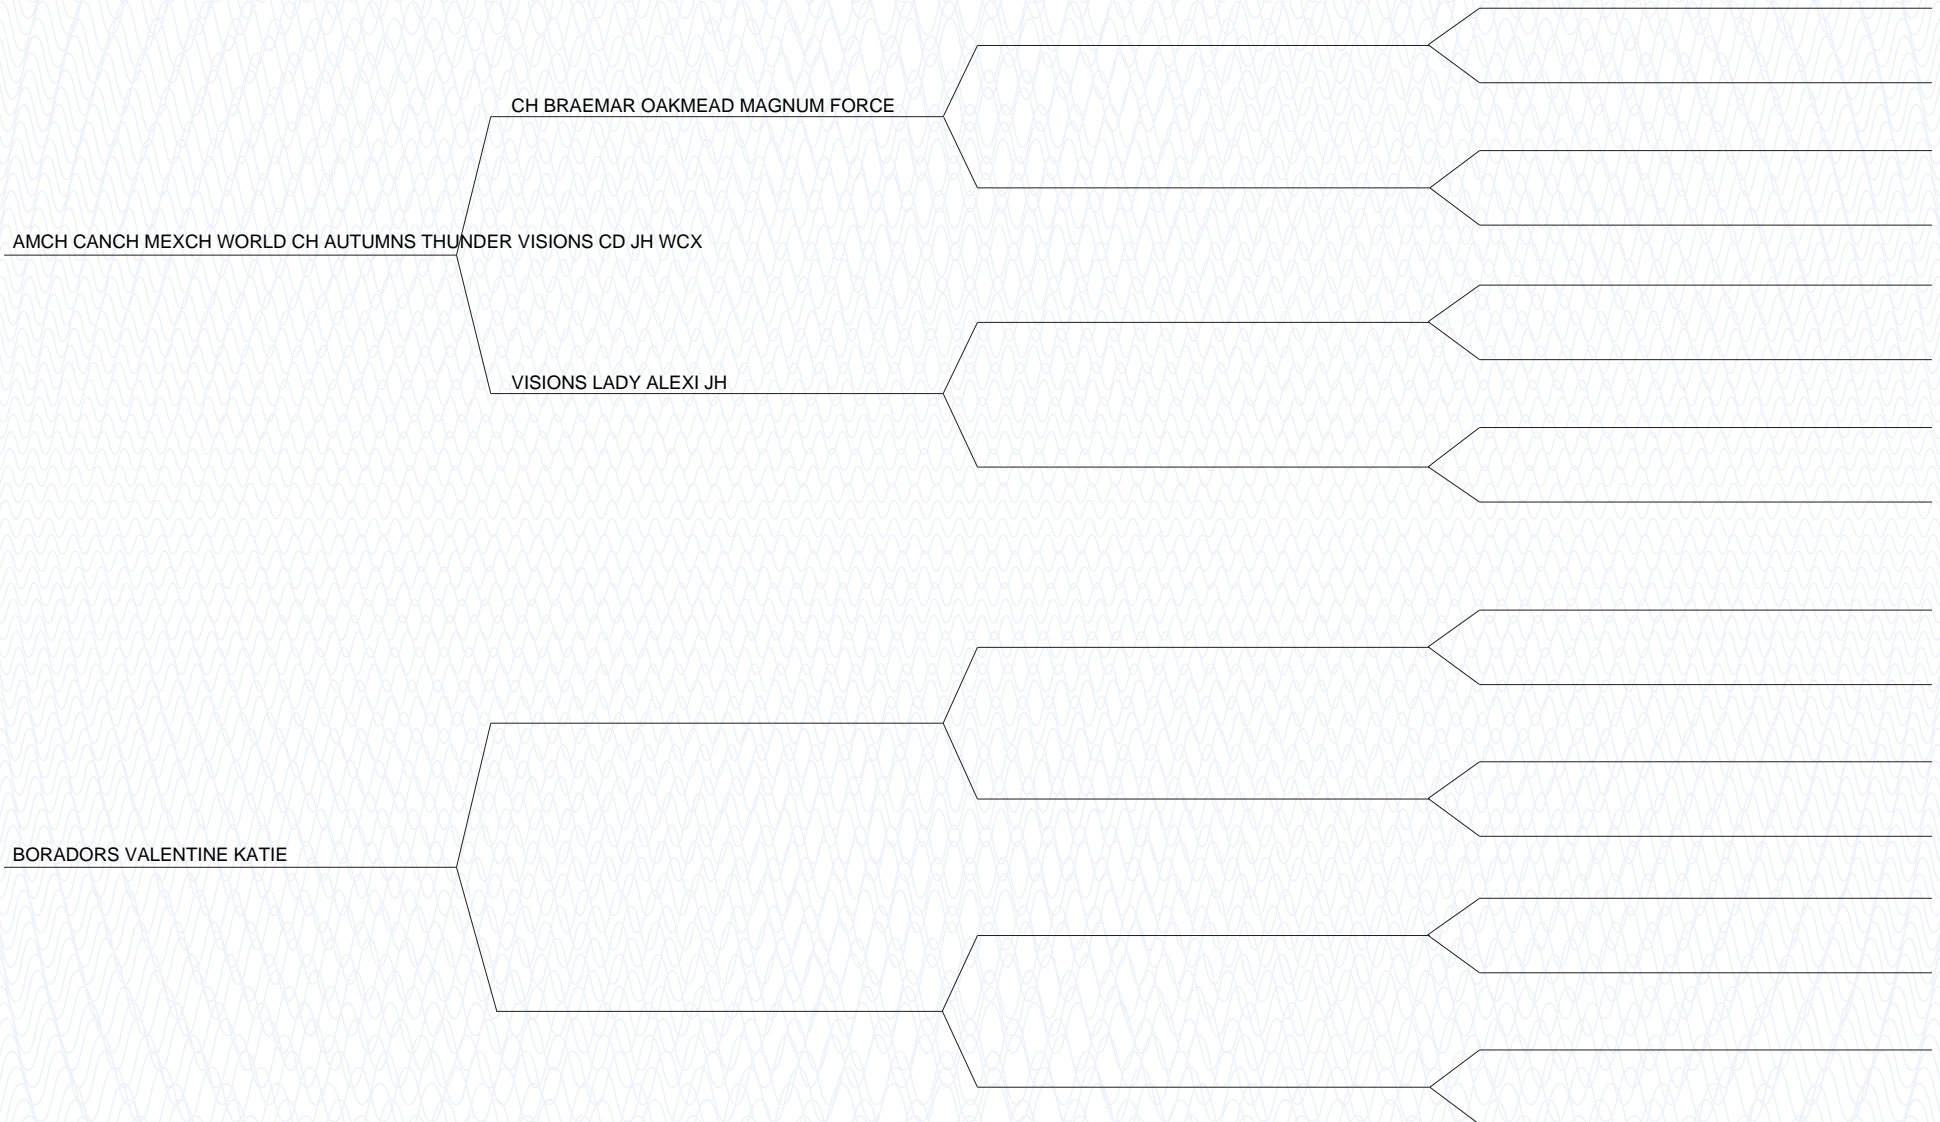 CH BRAEMAR OAKMEAD MAGNUM FORCE
AMCH CANCH MEXCH WORLD CH AUTUMNS THUNDER VISIONS CD JH WCX
VISIONS LADY ALEXI JH
BORADORS VALENTINE KATIE